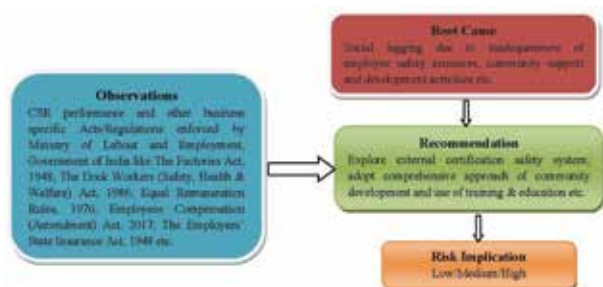 Observations
CSR performance and other business
specific Acts/Regulations enforced by
Ministry of Labour and Employment,
Government of India like The Factories Act,
1948, The Dock Workers (Safety, Health &
Welfare) Act, 1986, Equal Remuneration
Rules, 1976, Employees Compensation
(Amendment) Act, 2017, The Employees'
State Insurance Act, 1948 etc.
Root Cause
Social lagging due to inadequateness of
employee safety measures, community support
and development activities etc.
Recommendation
Explore external certification safety system,
adopt comprehensive approach of community
development and use of training & education etc.
Risk Implication
Low/Medium/High